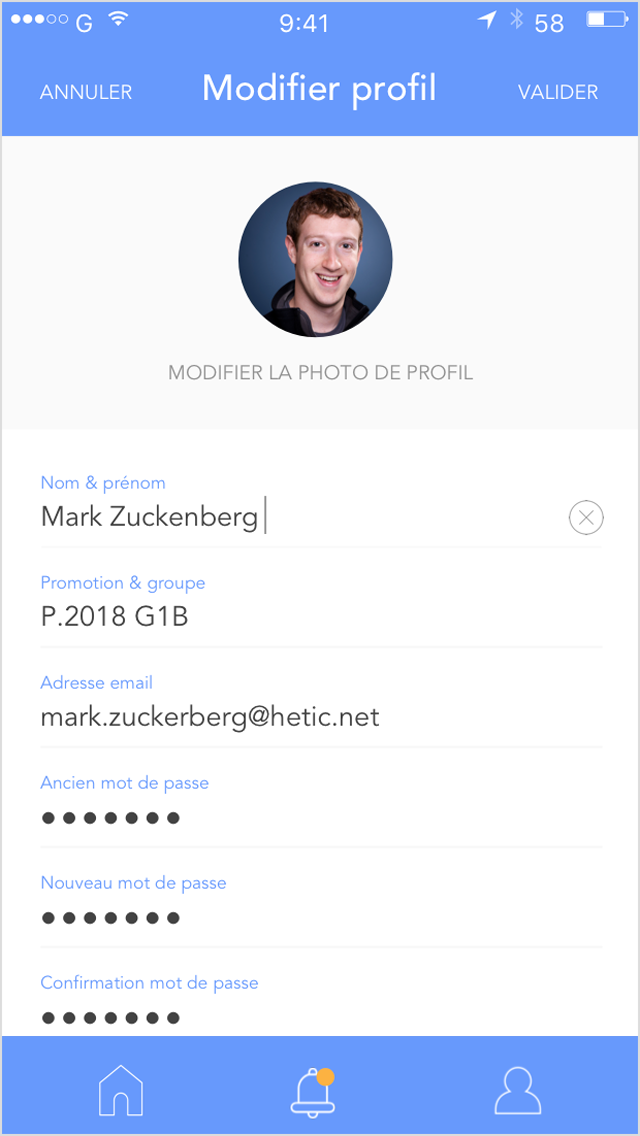 G 9:41 58
ANNULER Modifier profil VALIDER
MODIFIER LA PHOTO DE PROFIL
Nom & prénom
Mark Zuckenberg
Promotion & groupe
P.2018 G1B
Adresse email
mark.zuckerberg@hetic.net
Ancien mot de passe
•••••••
Nouveau mot de passe
•••••••
Confirmation mot de passe
•••••••